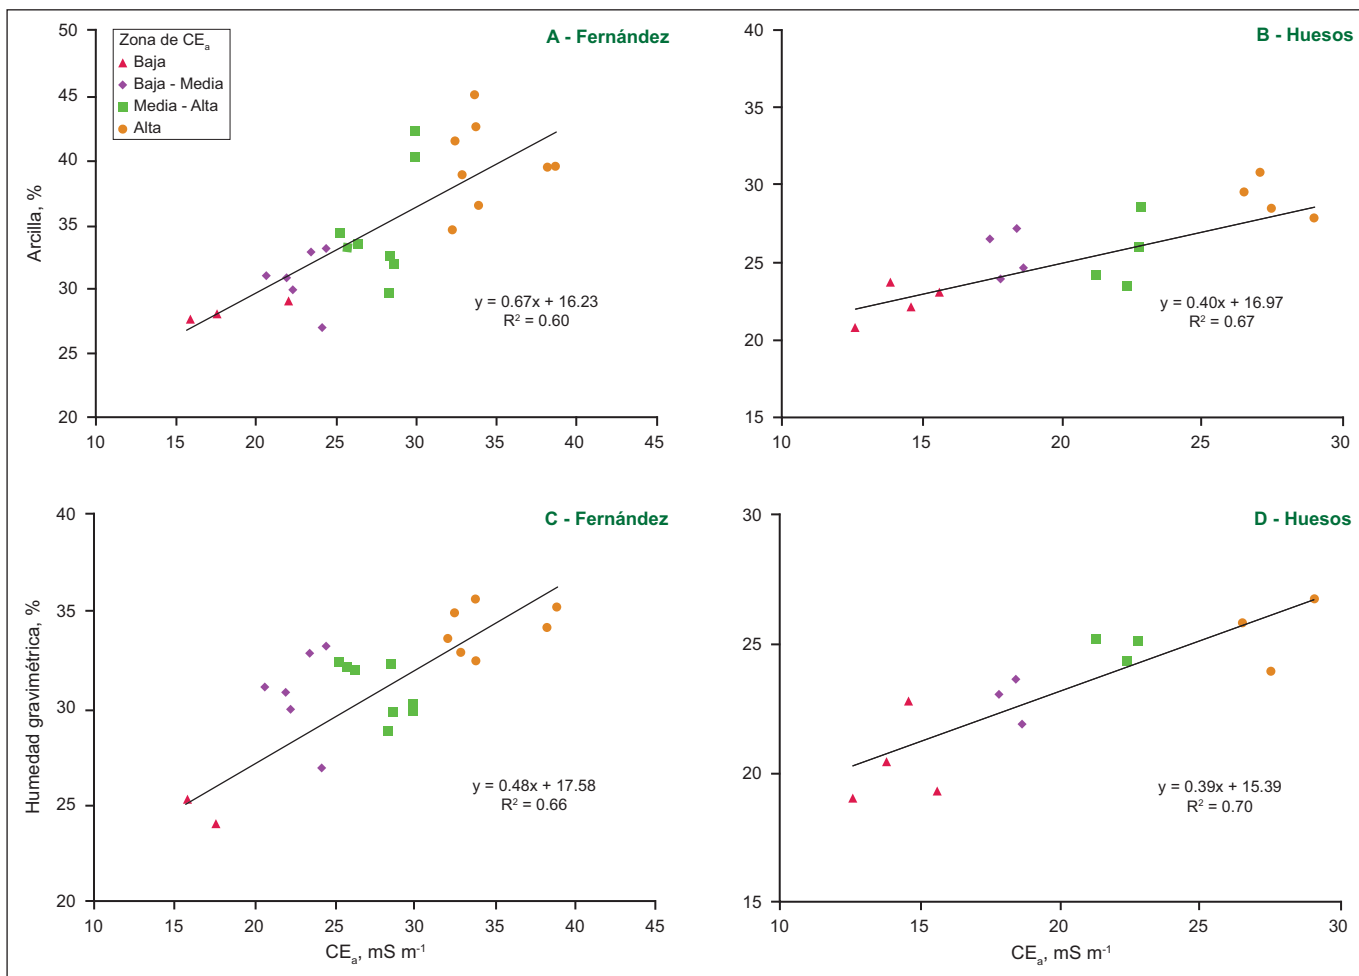 A - Fernández
Zona de CEa
Baja
Baja - Media
Media - Alta
Alta
50
45
40
35
30
25
20
10
15
20
25
30
35
40
45
Arcilla, %
y = 0.67x + 16.23
R² = 0.60
B - Huesos
40
35
30
25
20
15
10
15
20
25
30
y = 0.40x + 16.97
R² = 0.67
C - Fernández
40
35
30
25
20
10
15
20
25
30
35
40
45
Humedad gravimétrica, %
y = 0.48x + 17.58
R² = 0.66
CEa, mS m⁻¹
D - Huesos
30
25
20
15
10
15
20
25
30
y = 0.39x + 15.39
R² = 0.70
CEa, mS m⁻¹